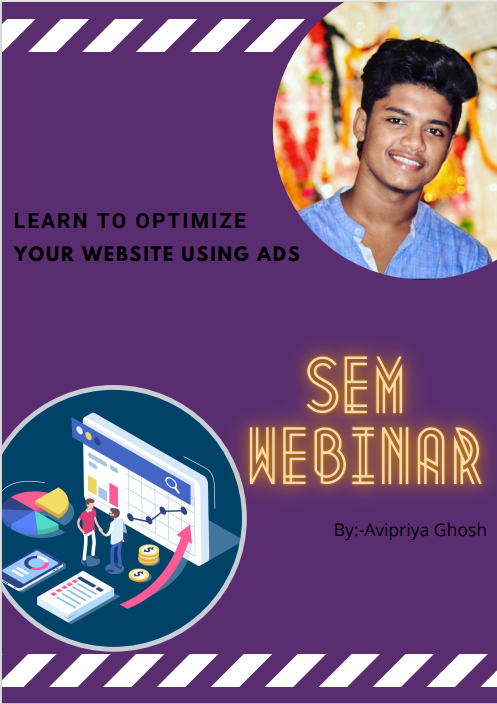 LEARN TO OPTIMIZE
YOUR WEBSITE USING ADS
SEM
WEBINAR
By:-Avipriya Ghosh
$
$